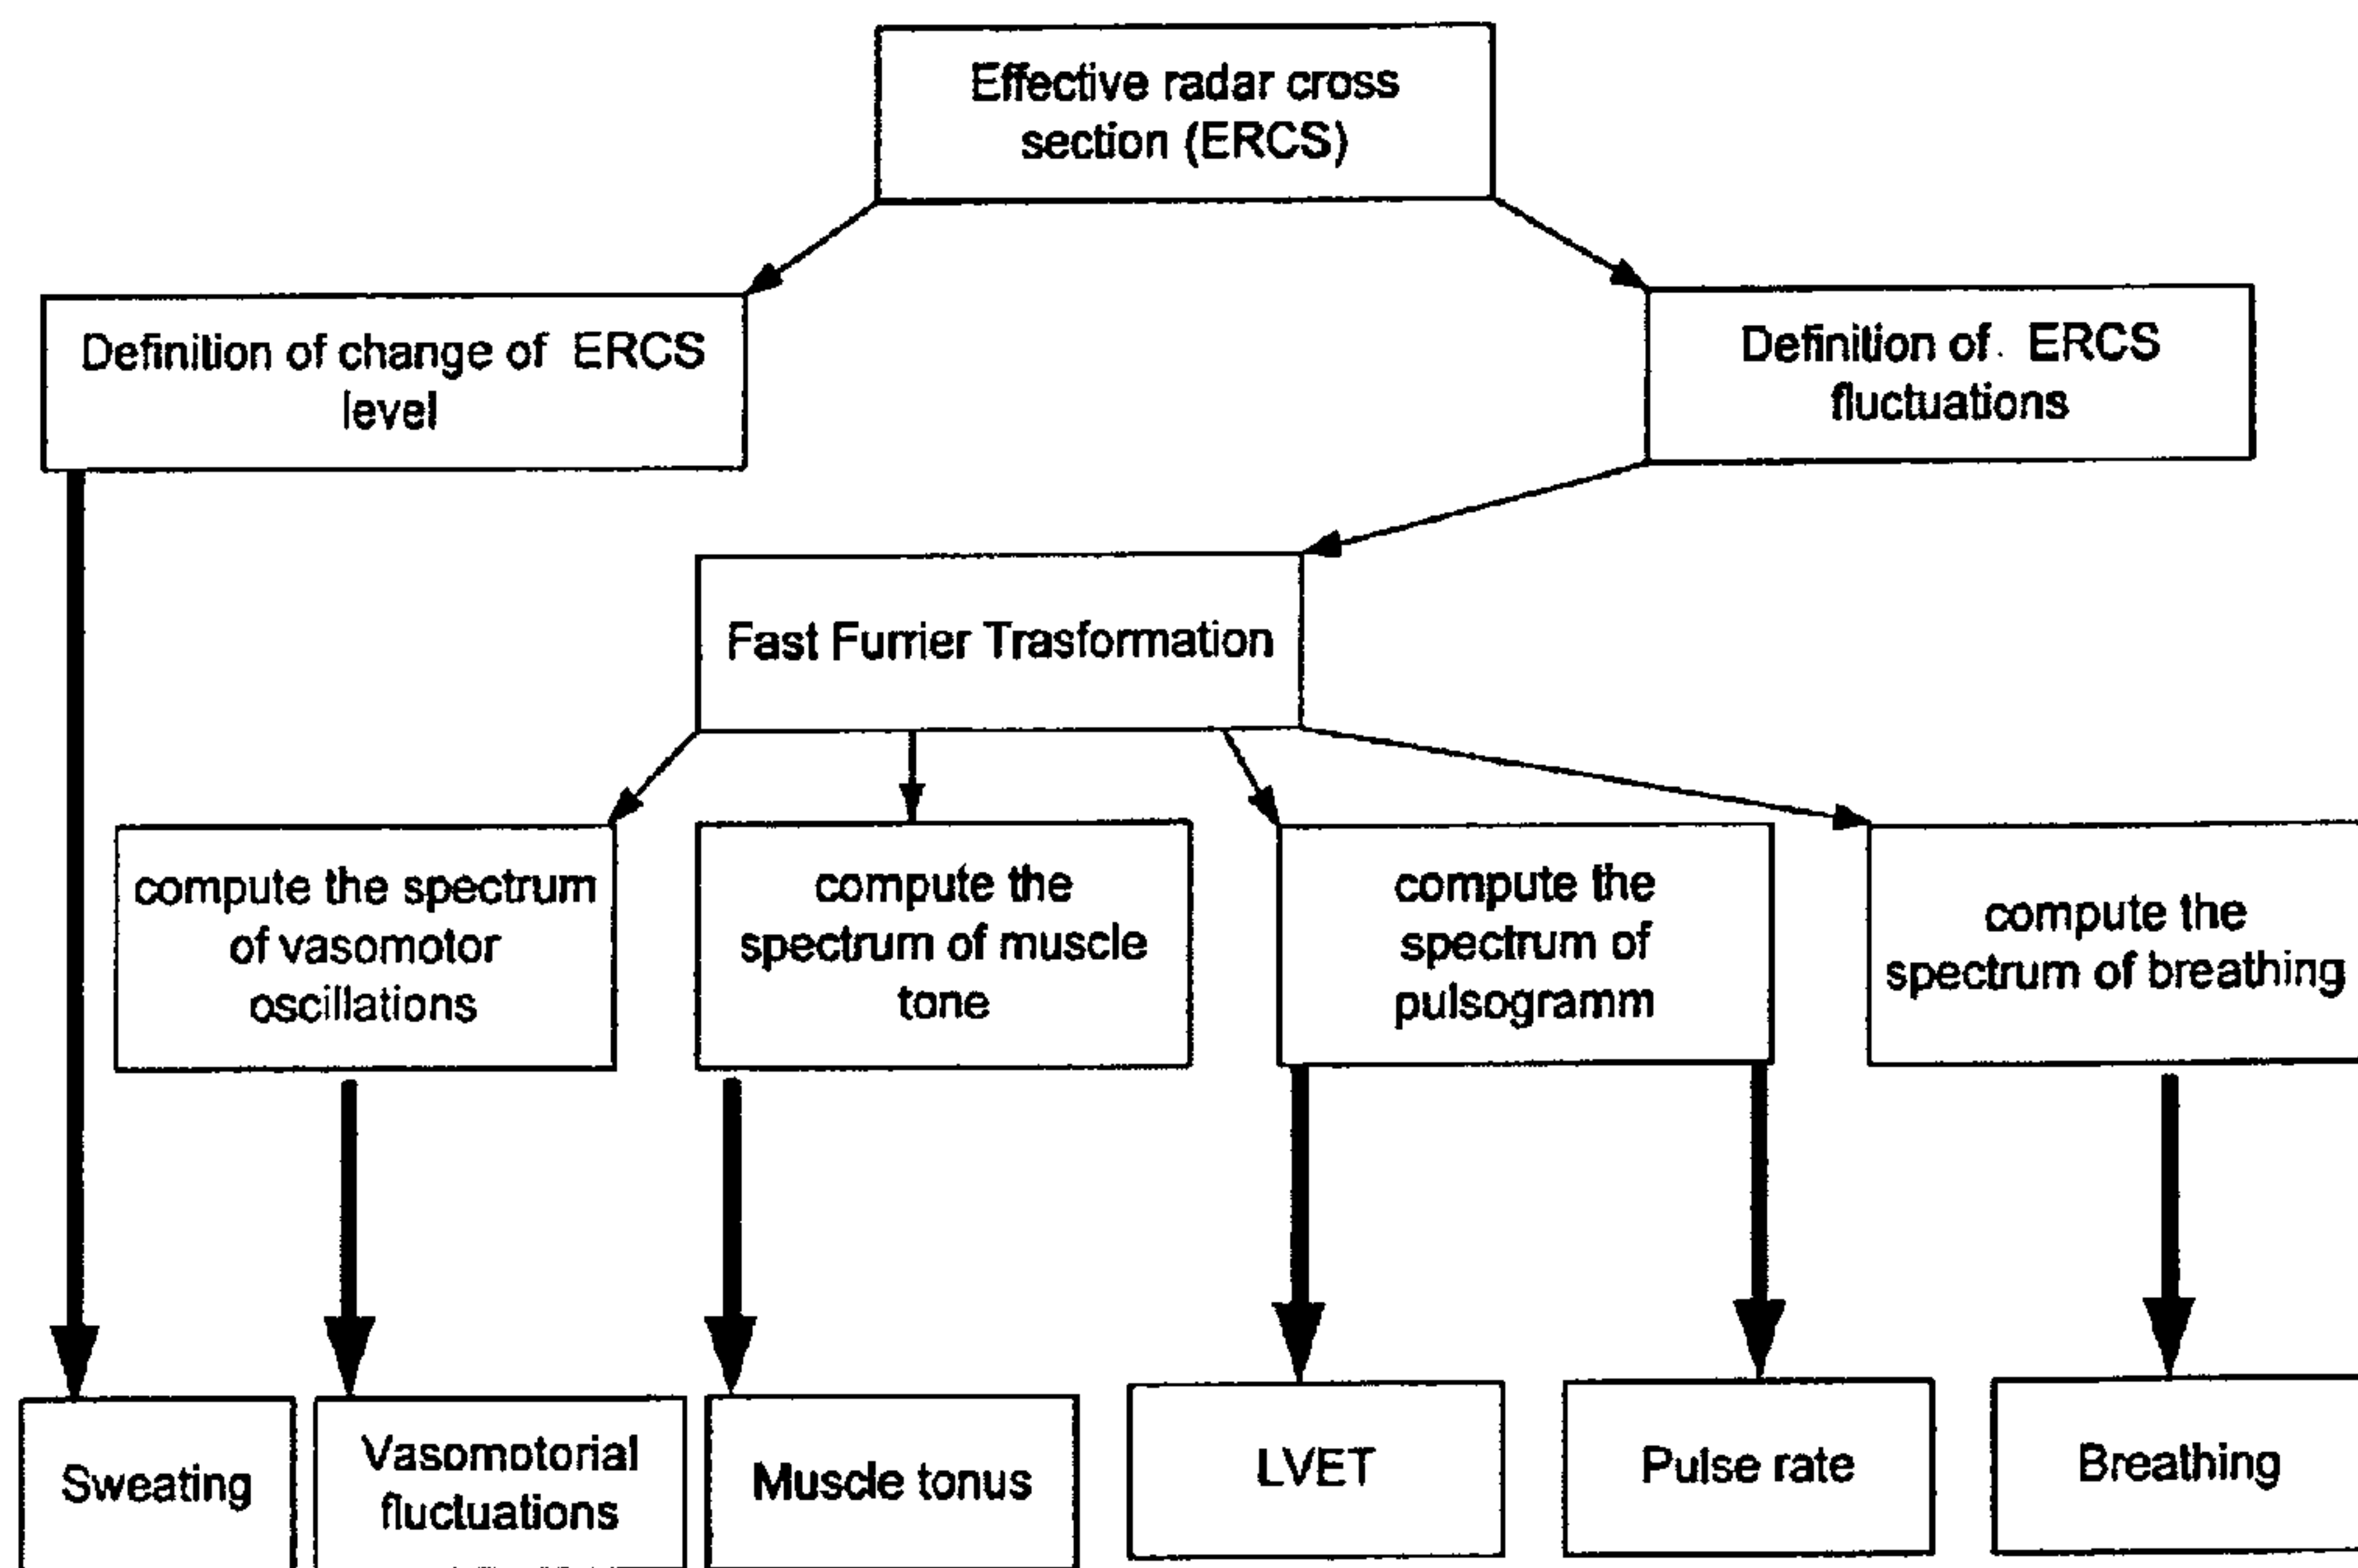 Effective radar cross
section (ERCS)
Definition of change of ERCS
level
Definition of. ERCS
fluctuations
Fast Furrier Trasformation
compute the spectrum
of vasomotor
oscillations
compute the
spectrum of muscle
tone
compute the
spectrum of
pulsogramm
compute the
spectrum of breathing
Sweating
Vasomotorial
fluctuations
Muscle tonus
LVET
Pulse rate
Breathing